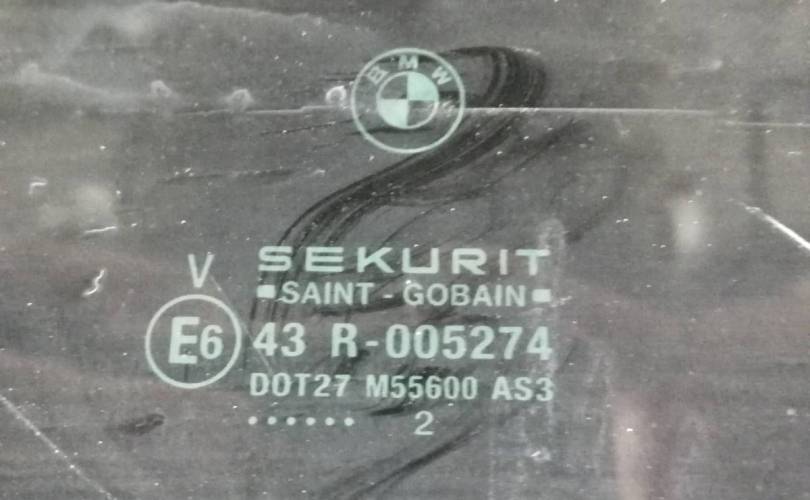 BMW
SEKURIT
SAINT-GOBAIN
V
E6 43 R-005274
DOT27 M55600 AS3
...... 2